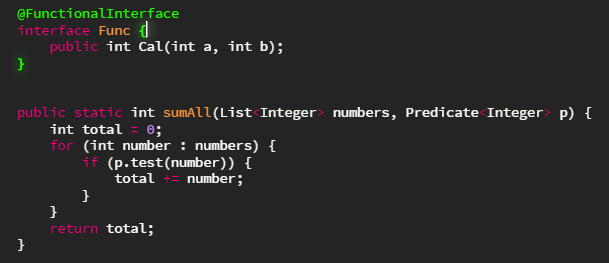 @FunctionalInterface
interface Func {
    public int Cal(int a, int b);
}
public static int sumAll(List<Integer> numbers, Predicate<Integer> p) {
    int total = 0;
    for (int number : numbers) {
        if (p.test(number)) {
            total += number;
        }
    }
    return total;
}